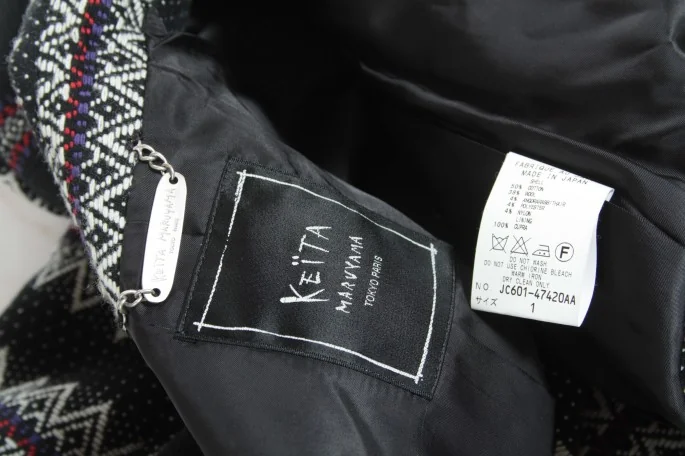 KEITA MARUYAMA
KEÏTA
MARUYAMA
TOKYO PARIS
FABRIQUE AU
MADE IN JAPAN
SHELL
50% COTTON
WOOL
4% ANGORARABBITHAIR
4% POLYESTER
4% NYLON
LINING
100% CUPRA
F
DO NOT WASH
DO NOT USE CHLORINE BLEACH
WARM IRON
DRY CLEAN ONLY
NO JC601-47420AA
サイズ 1